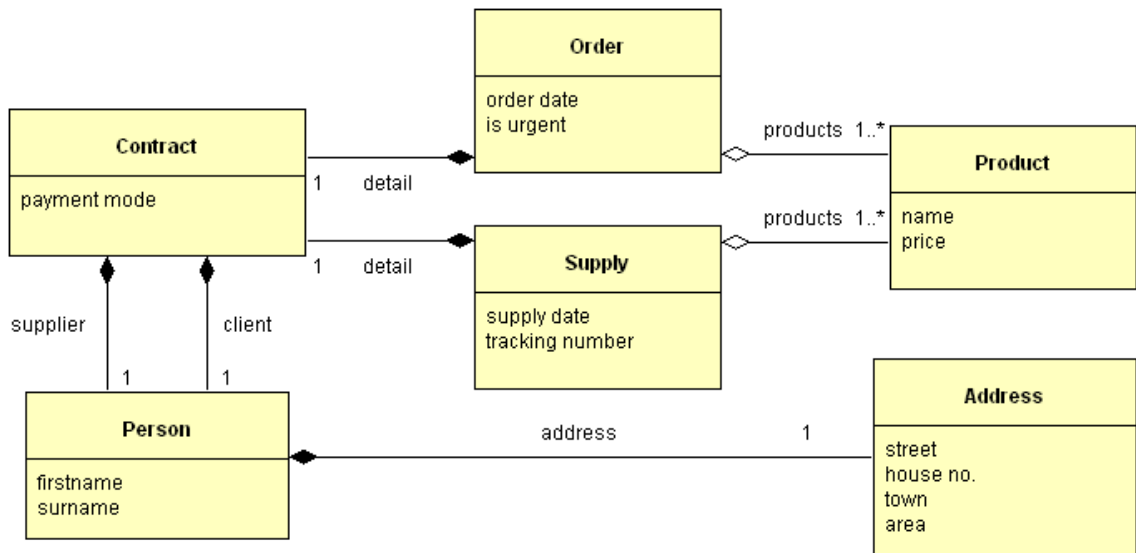 Order
order date
is urgent
Contract
payment mode
1 detail
products 1..*
Product
name
price
1 detail
products 1..*
Supply
supply date
tracking number
supplier
client
1
1
Person
firstname
surname
address
1
Address
street
house no.
town
area